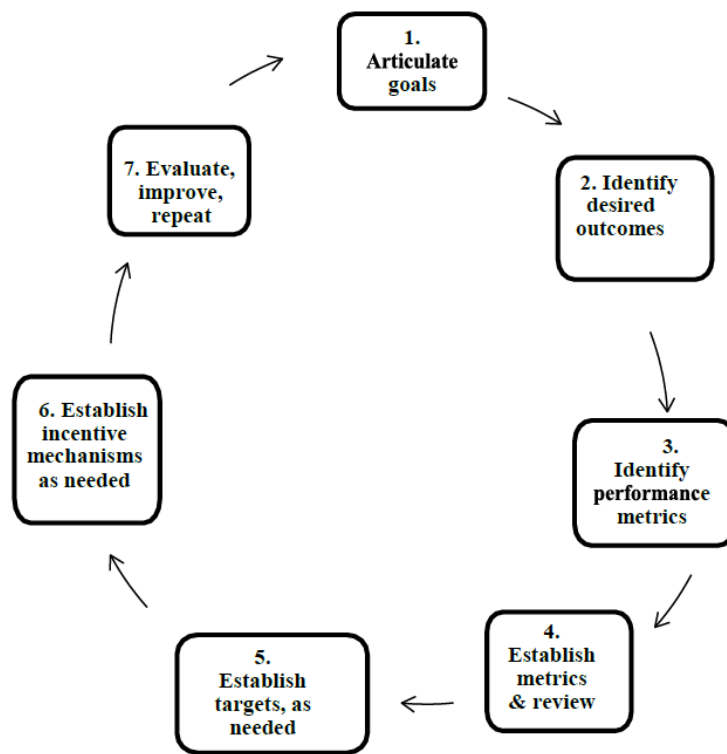 1.
Articulate
goals
2. Identify
desired
outcomes
3.
Identify
performance
metrics
4.
Establish
metrics
& review
5.
Establish
targets, as
needed
6. Establish
incentive
mechanisms
as needed
7. Evaluate,
improve,
repeat